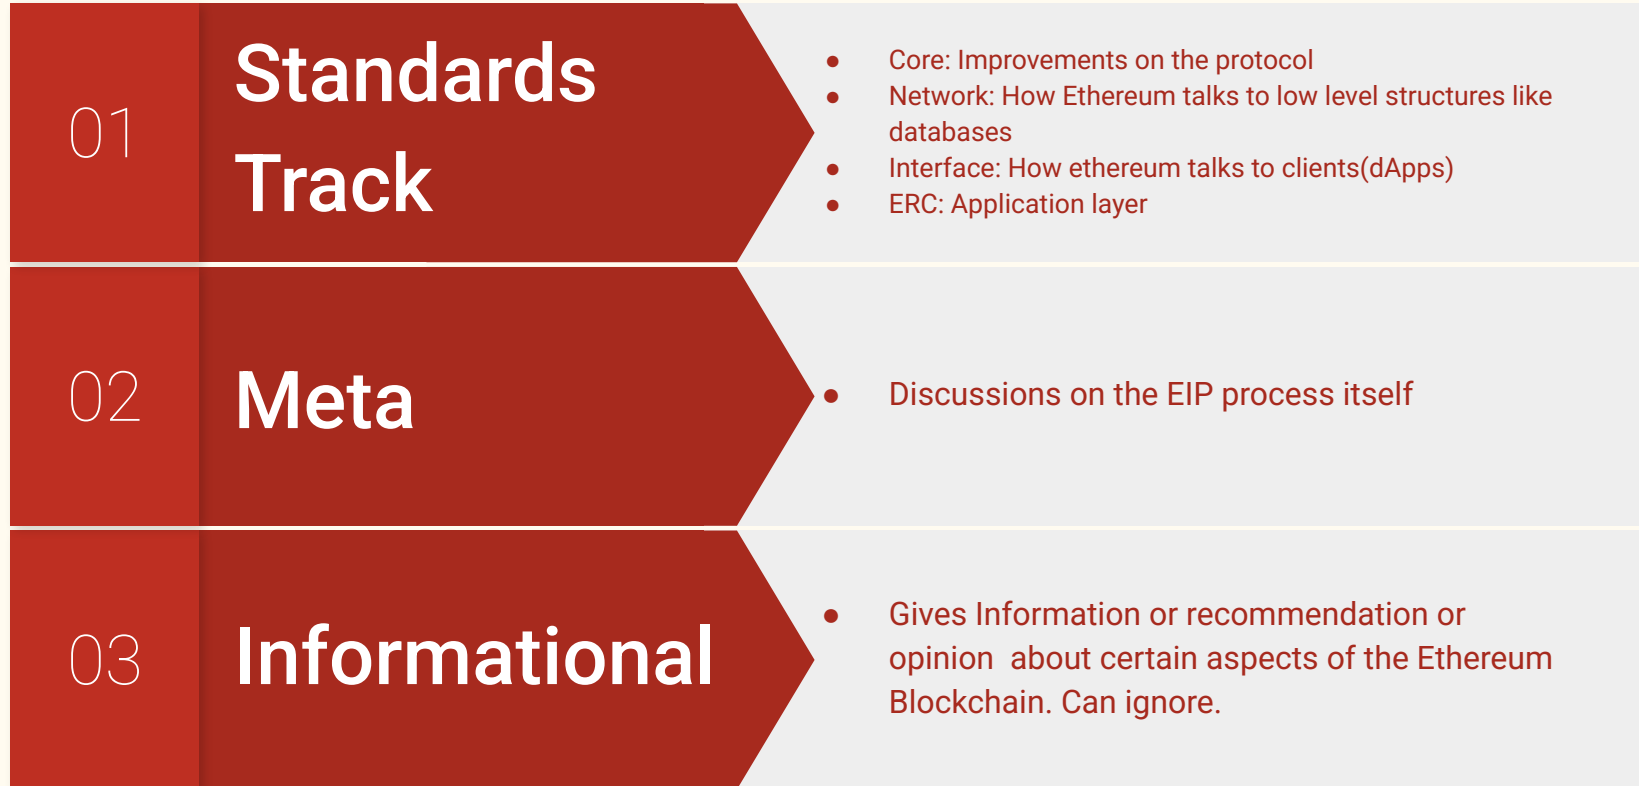 01
Standards
Track
● Core: Improvements on the protocol
● Network: How Ethereum talks to low level structures like
databases
● Interface: How ethereum talks to clients(dApps)
● ERC: Application layer
02
Meta
● Discussions on the EIP process itself
03
Informational
● Gives Information or recommendation or
opinion  about certain aspects of the Ethereum
Blockchain. Can ignore.